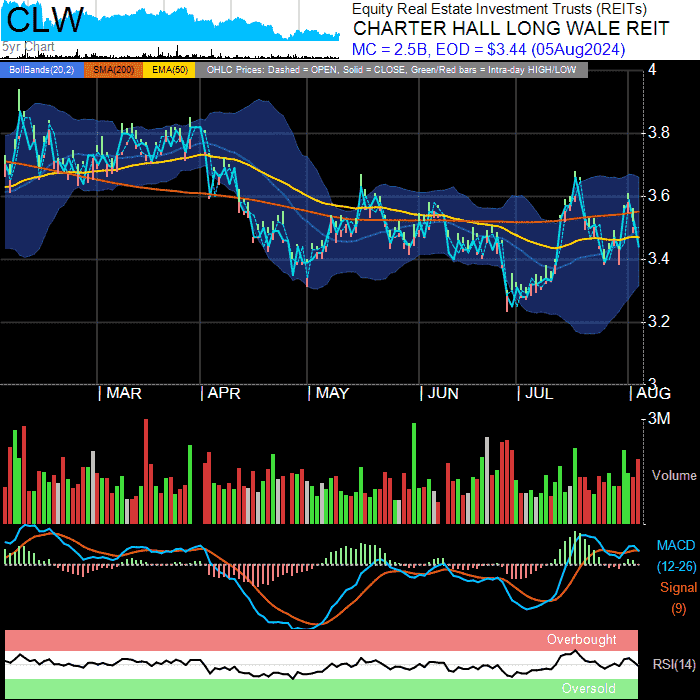 CLW
Equity Real Estate Investment Trusts (REITs)
CHARTER HALL LONG WALE REIT
MC = 2.5B, EOD = $3.44 (05Aug2024)
5yr Chart
BollBands(20,2) SMA(200) EMA(50) OHLC Prices: Dashed = OPEN, Solid = CLOSE, Green/Red bars = Intra-day HIGH/LOW
4
3.8
3.6
3.4
3.2
3
| MAR | APR | MAY | JUN | JUL | AUG
3M
Volume
MACD
(12-26)
Signal
(9)
Overbought
RSI(14)
Oversold